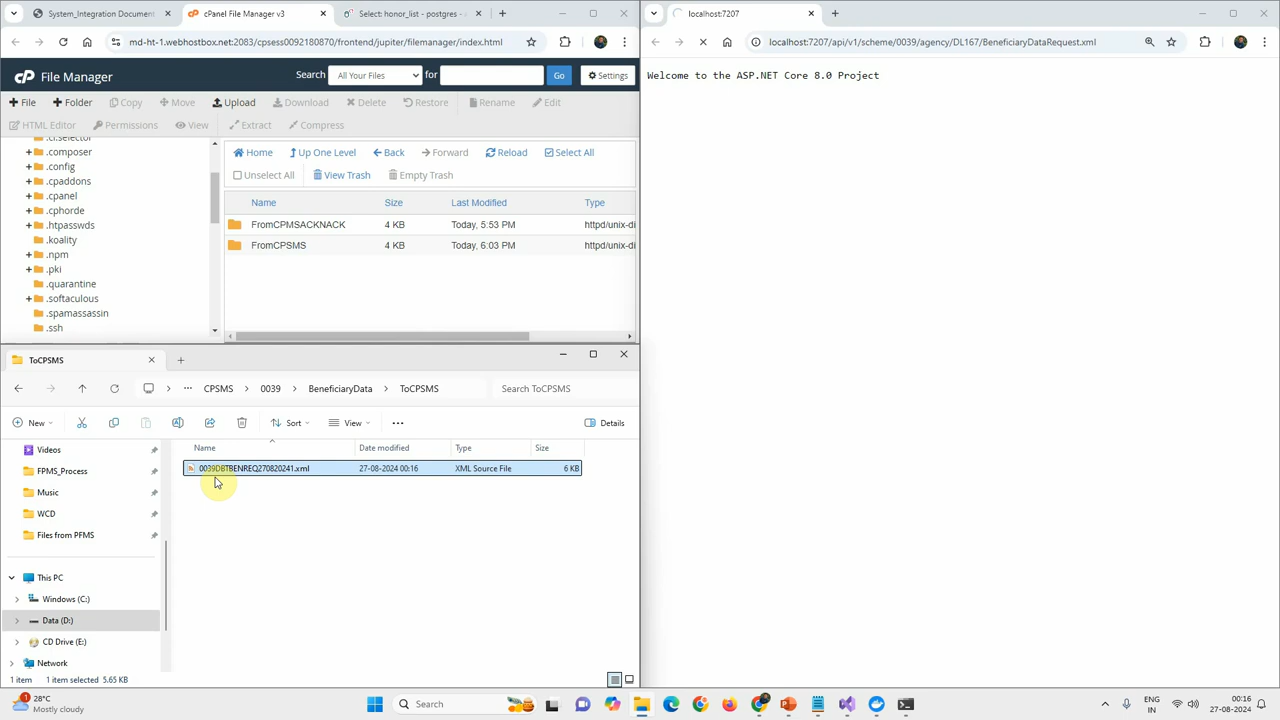 System_Integration Document
cPanel File Manager v3
Select: honor_list - postgres -
md-ht-1.webhostbox.net:2083/cpsess0092180870/frontend/jupiter/filemanager/index.html
cP File Manager
Search
All Your Files
for
Go
Settings
File
Folder
Copy
Move
Upload
Download
Delete
Restore
Rename
Edit
HTML Editor
Permissions
View
Extract
Compress
.cl.selector
.composer
.config
.cpaddons
.cpanel
.cphorde
.htpasswds
.koality
.npm
.pki
.quarantine
.softaculous
.spamassassin
.ssh
Home
Up One Level
Back
Forward
Reload
Select All
Unselect All
View Trash
Empty Trash
Name Size Last Modified Type
FromCPMSACKNACK 4 KB Today, 5:53 PM httpd/unix-di
FromCPSMS 4 KB Today, 6:03 PM httpd/unix-di
ToCPSMS
CPSMS > 0039 > BeneficiaryData > ToCPSMS
Search ToCPSMS
New
Sort
View
Details
Videos
FPMS_Process
Music
WCD
Files from PFMS
This PC
Windows (C:)
Data (D:)
CD Drive (E:)
Network
Name Date modified Type Size
0039DBTBENREQ270820241.xml 27-08-2024 00:16 XML Source File 6 KB
1 item 1 item selected 5.65 KB
localhost:7207
localhost:7207/api/v1/scheme/0039/agency/DL167/BeneficiaryDataRequest.xml
Welcome to the ASP.NET Core 8.0 Project
28°C
Mostly cloudy
Search
ENG
IN
00:16
27-08-2024